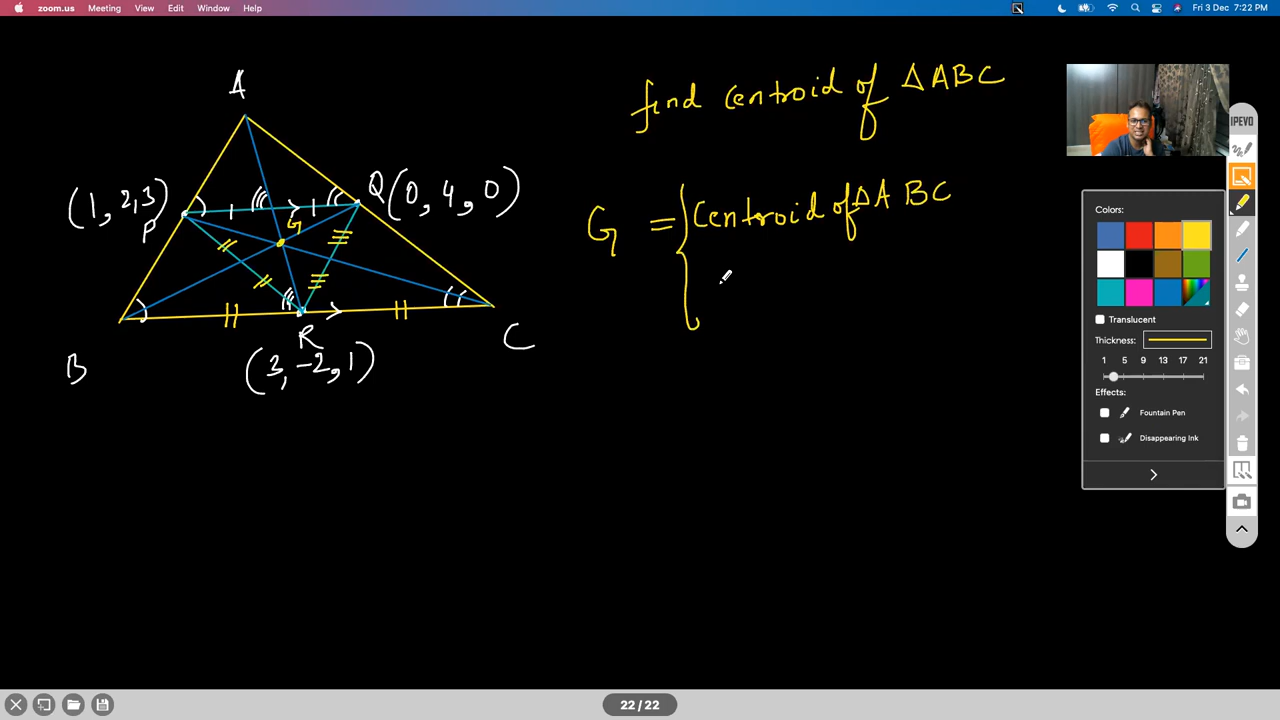 zoom.us Meeting View Edit Window Help
Fri 3 Dec 7:22 PM
A
find centroid of ΔABC
(1, 2, 3)
P
Q(0, 4, 0)
G
G = { Centroid of Δ A B C
B
R
C
(3, -2, 1)
IPEVO
Colors:
Translucent
Thickness:
1 5 9 13 17 21
Effects:
Fountain Pen
Disappearing Ink
22 / 22